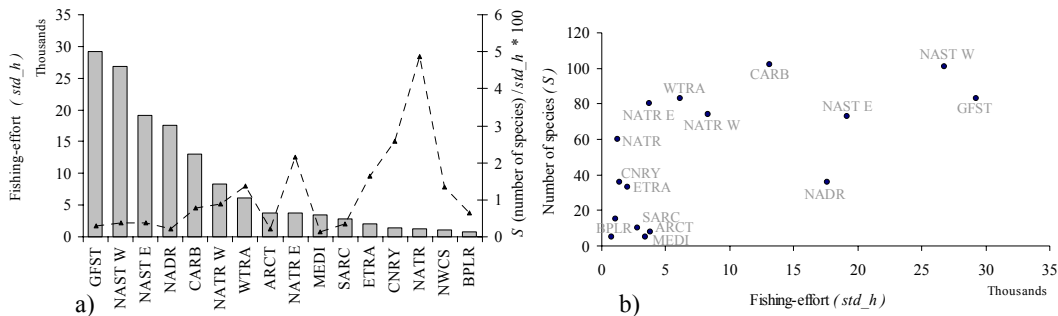 a)
Fishing-effort ( std_h )
Thousands
35
30
25
20
15
10
5
0
6
5
4
3
2
1
0
S (number of species) / std_h * 100
GFST
NAST W
NAST E
NADR
CARB
NATR W
WTRA
ARCT
NATR E
MEDI
SARC
ETRA
CNRY
NATR
NWCS
BPLR
b)
Number of species ( S )
120
100
80
60
40
20
0
0
5
10
15
20
25
30
35
Thousands
Fishing-effort ( std_h )
NAST W
CARB
WTRA
GFST
NATR E
NATR W
NAST E
NATR
CNRY
ETRA
NADR
SARC
BPLR
ARCT
MEDI